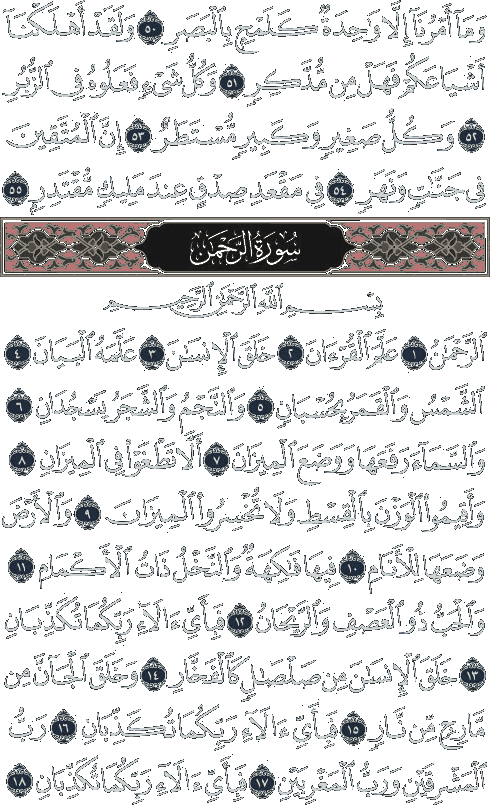 وَمَآ أَمْرُنَآ إِلَّا وَٰحِدَةٌ كَلَمْحٍۭ بِٱلْبَصَرِ ٥٠ وَلَقَدْ أَهْلَكْنَآ
أَشْيَاعَكُمْ فَهَلْ مِن مُّدَّكِرٍ ٥١ وَكُلُّ شَىْءٍ فَعَلُوهُ فِى ٱلزُّبُرِ
٥٢ وَكُلُّ صَغِيرٍ وَكَبِيرٍ مُّسْتَطَرٌ ٥٣ إِنَّ ٱلْمُتَّقِينَ
فِى جَنَّٰتٍ وَنَهَرٍ ٥٤ فِى مَقْعَدِ صِدْقٍ عِندَ مَلِيكٍ مُّقْتَدِرٍۭ ٥٥
سُورَةُ الرَّحْمَٰن
بِسْمِ ٱللَّهِ ٱلرَّحْمَٰنِ ٱلرَّحِيمِ
ٱلرَّحْمَٰنُ ١ عَلَّمَ ٱلْقُرْءَانَ ٢ خَلَقَ ٱلْإِنسَٰنَ ٣ عَلَّمَهُ ٱلْبَيَانَ ٤
ٱلشَّمْسُ وَٱلْقَمَرُ بِحُسْبَانٍ ٥ وَٱلنَّجْمُ وَٱلشَّجَرُ يَسْجُدَانِ ٦
وَٱلسَّمَآءَ رَفَعَهَا وَوَضَعَ ٱلْمِيزَانَ ٧ أَلَّا تَطْغَوْا۟ فِى ٱلْمِيزَانِ ٨
وَأَقِيمُوا۟ ٱلْوَزْنَ بِٱلْقِسْطِ وَلَا تُخْسِرُوا۟ ٱلْمِيزَانَ ٩ وَٱلْأَرْضَ
وَضَعَهَا لِلْأَنَامِ ١٠ فِيهَا فَٰكِهَةٌ وَٱلنَّخْلُ ذَاتُ ٱلْأَكْمَامِ ١١
وَٱلْحَبُّ ذُو ٱلْعَصْفِ وَٱلرَّيْحَانُ ١٢ فَبِأَىِّ ءَالَآءِ رَبِّكُمَا تُكَذِّبَانِ
١٣ خَلَقَ ٱلْإِنسَٰنَ مِن صَلْصَٰلٍ كَٱلْفَخَّارِ ١٤ وَخَلَقَ ٱلْجَآنَّ مِن
مَّارِجٍ مِّن نَّارٍ ١٥ فَبِأَىِّ ءَالَآءِ رَبِّكُمَا تُكَذِّبَانِ ١٦ رَبُّ
ٱلْمَشْرِقَيْنِ وَرَبُّ ٱلْمَغْرِبَيْنِ ١٧ فَبِأَىِّ ءَالَآءِ رَبِّكُمَا تُكَذِّبَانِ ١٨